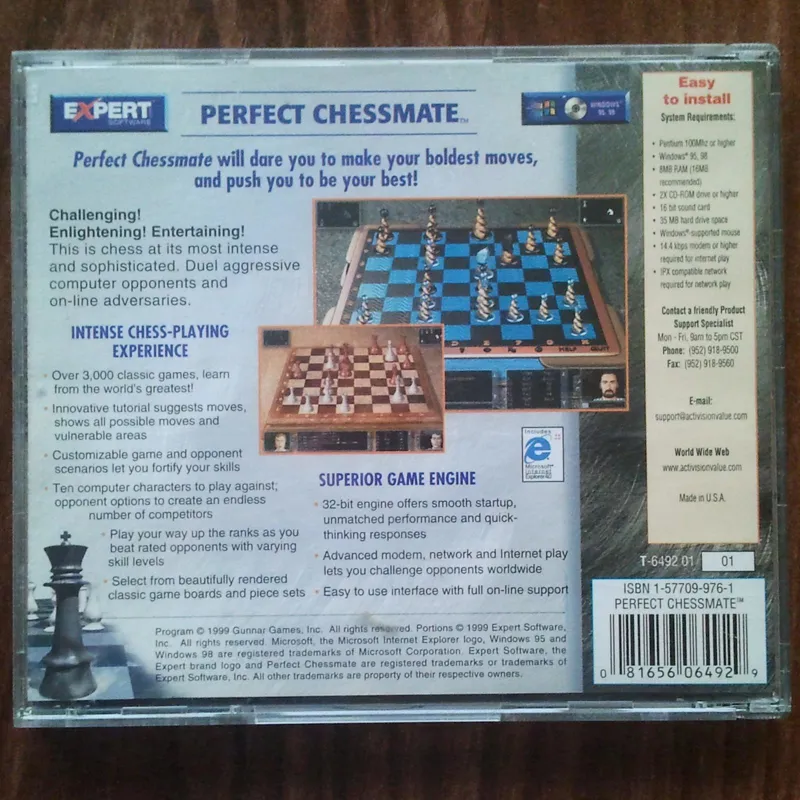 EXPERT
SOFTWARE
PERFECT CHESSMATE™
WINDOWS®
95, 98
Perfect Chessmate will dare you to make your boldest moves,
and push you to be your best!
Challenging!
Enlightening! Entertaining!
This is chess at its most intense
and sophisticated. Duel aggressive
computer opponents and
on-line adversaries.
INTENSE CHESS-PLAYING
EXPERIENCE
• Over 3,000 classic games, learn
from the world's greatest!
• Innovative tutorial suggests moves,
shows all possible moves and
vulnerable areas
• Customizable game and opponent
scenarios let you fortify your skills
• Ten computer characters to play against;
opponent options to create an endless
number of competitors
• Play your way up the ranks as you
beat rated opponents with varying
skill levels
• Select from beautifully rendered
classic game boards and piece sets
HELP QUIT
Includes
Microsoft®
Internet
Explorer 4.0
SUPERIOR GAME ENGINE
• 32-bit engine offers smooth startup,
unmatched performance and quick-
thinking responses
• Advanced modem, network and Internet play
lets you challenge opponents worldwide
• Easy to use interface with full on-line support
Program © 1999 Gunnar Games, Inc. All rights reserved. Portions © 1999 Expert Software,
Inc. All rights reserved. Microsoft, the Microsoft Internet Explorer logo, Windows 95 and
Windows 98 are registered trademarks of Microsoft Corporation. Expert Software, the
Expert brand logo and Perfect Chessmate are registered trademarks or trademarks of
Expert Software, Inc. All other trademarks are property of their respective owners.
Easy
to install
System Requirements:
• Pentium 100Mhz or higher
• Windows® 95, 98
• 8MB RAM (16MB
recommended)
• 2X CD-ROM drive or higher
• 16 bit sound card
• 35 MB hard drive space
• Windows®-supported mouse
• 14.4 kbps modem or higher
required for internet play
• IPX compatible network
required for network play
Contact a friendly Product
Support Specialist
Mon - Fri, 9am to 5pm CST
Phone: (952) 918-9500
Fax: (952) 918-9560
E-mail:
support@activisionvalue.com
World Wide Web
www.activisionvalue.com
Made in U.S.A.
T-6492 01 01
ISBN 1-57709-976-1
PERFECT CHESSMATE™
0 81656 06492 9